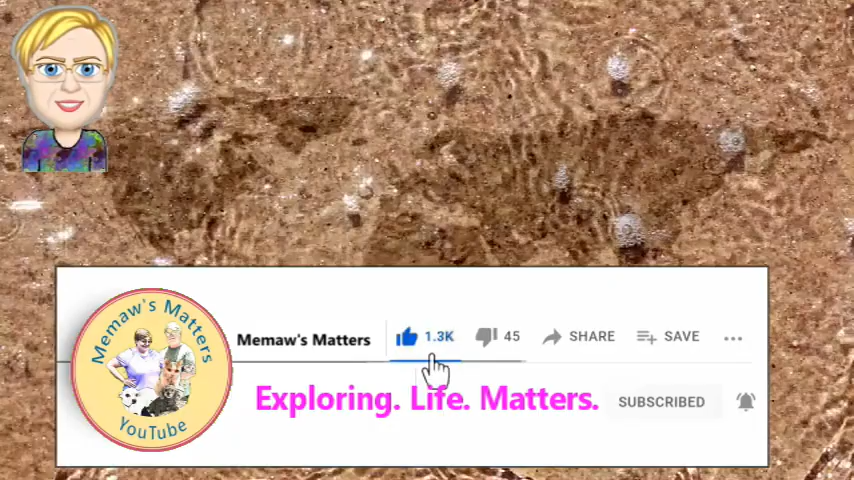 Memaw's Matters
YouTube
Memaw's Matters
1.3K
45
SHARE
SAVE
Exploring. Life. Matters.
SUBSCRIBED